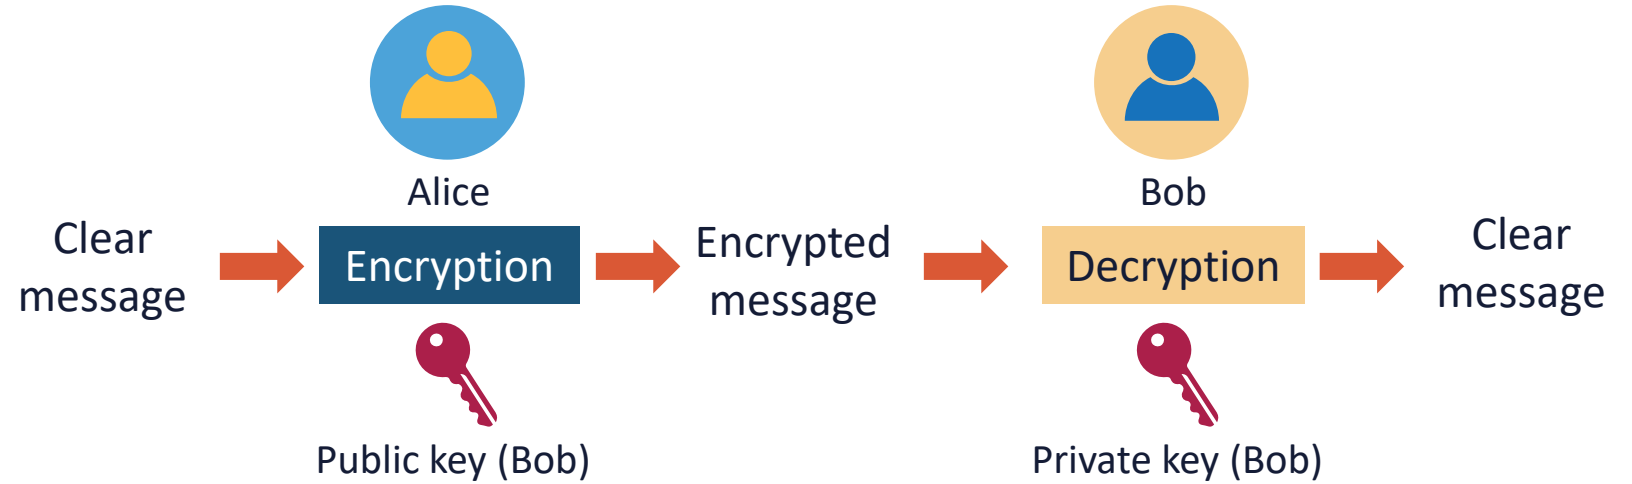 Alice
Bob
Clear
message
Encryption
Encrypted
message
Decryption
Clear
message
Public key (Bob)
Private key (Bob)